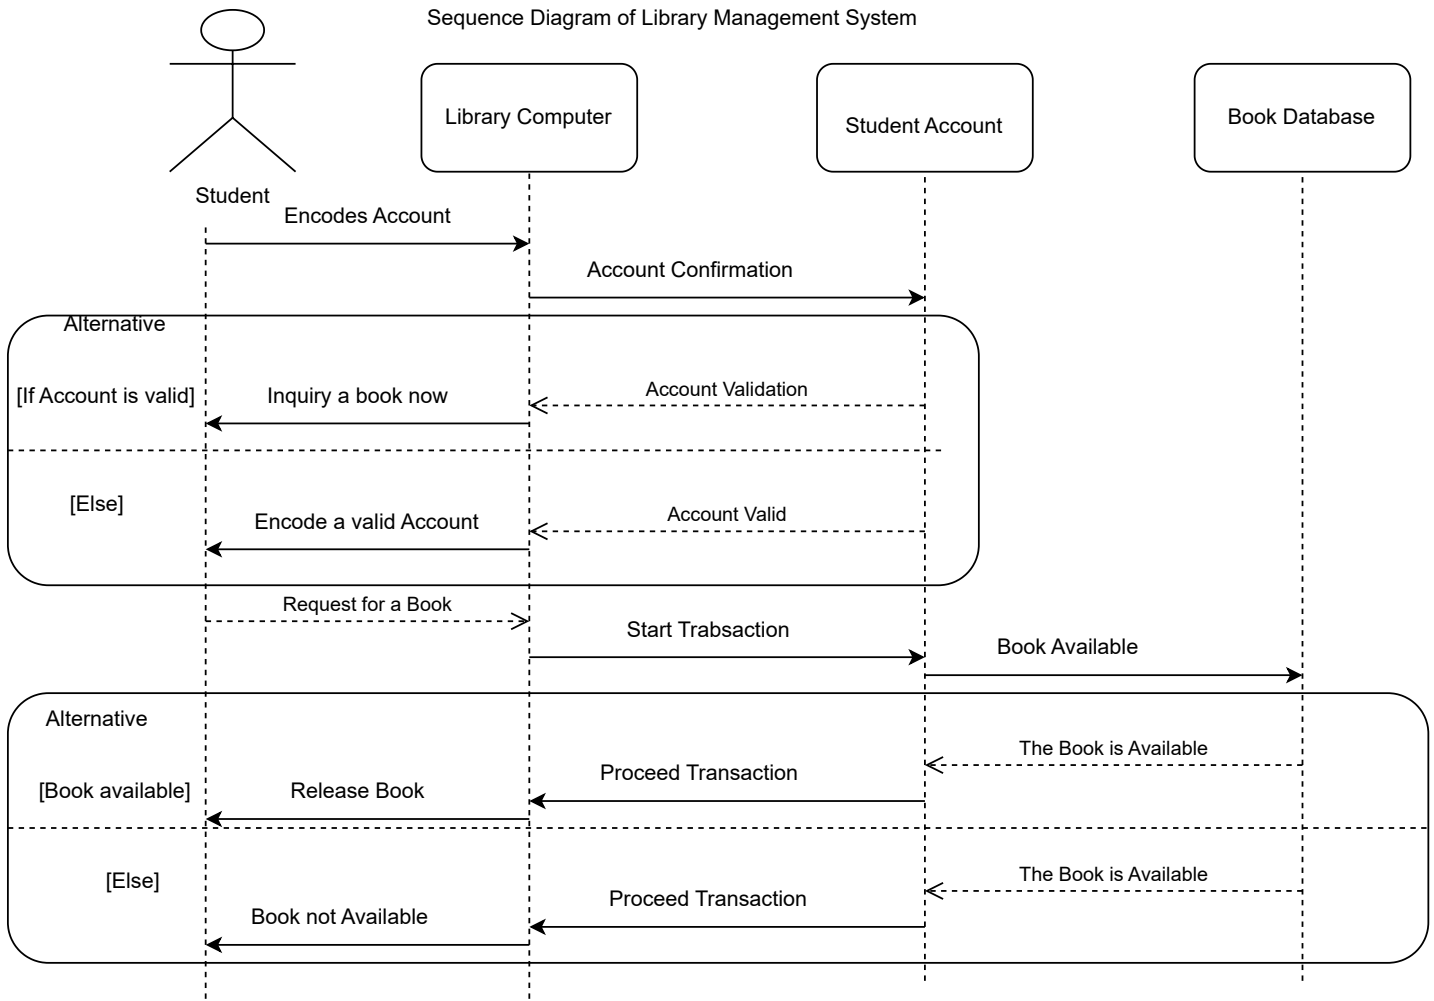 Sequence Diagram of Library Management System
Library Computer
Student Account
Book Database
Student
Encodes Account
Account Confirmation
Alternative
[If Account is valid]
Inquiry a book now
Account Validation
[Else]
Encode a valid Account
Account Valid
Request for a Book
Start Trabsaction
Book Available
Alternative
The Book is Available
Proceed Transaction
[Book available]
Release Book
[Else]
The Book is Available
Proceed Transaction
Book not Available